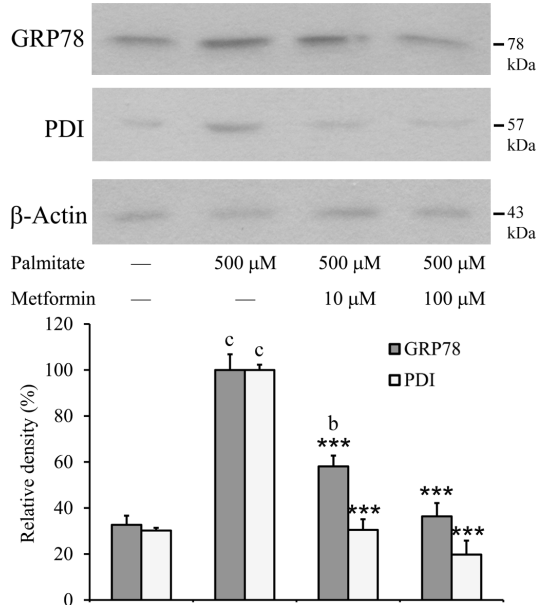 GRP78
78
kDa
PDI
57
kDa
β-Actin
43
kDa
Palmitate — 500 µM 500 µM 500 µM
Metformin — — 10 µM 100 µM
120
100
80
60
40
20
0
Relative density (%)
c c
b
***
***
***
***
GRP78
PDI